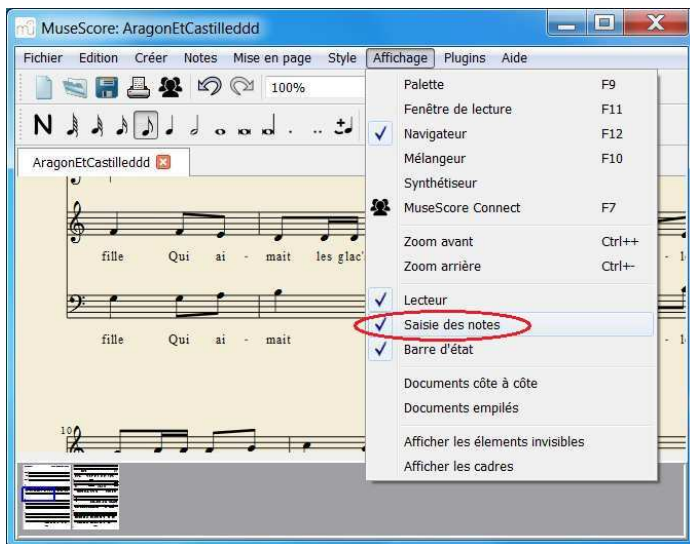 MuseScore: AragonEtCastilleddd
Fichier Edition Créer Notes Mise en page Style Affichage Plugins Aide
100%
N
AragonEtCastilleddd
Palette F9
Fenêtre de lecture F11
Navigateur F12
Mélangeur F10
Synthétiseur
MuseScore Connect F7
Zoom avant Ctrl++
Zoom arrière Ctrl+-
Lecteur
Saisie des notes
Barre d'état
Documents côte à côte
Documents empilés
Afficher les élements invisibles
Afficher les cadres
fille Qui ai - mait les glac'
fille Qui ai - mait
10